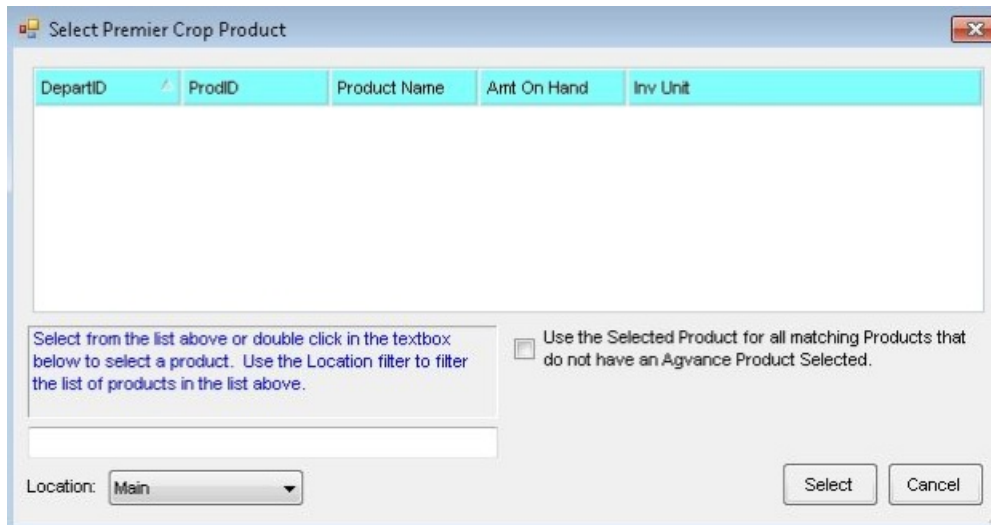 Select Premier Crop Product
DepartID ProdID Product Name Amt On Hand Inv Unit
Select from the list above or double click in the textbox
below to select a product. Use the Location filter to filter
the list of products in the list above.
Use the Selected Product for all matching Products that
do not have an Agvance Product Selected.
Location: Main
Select Cancel